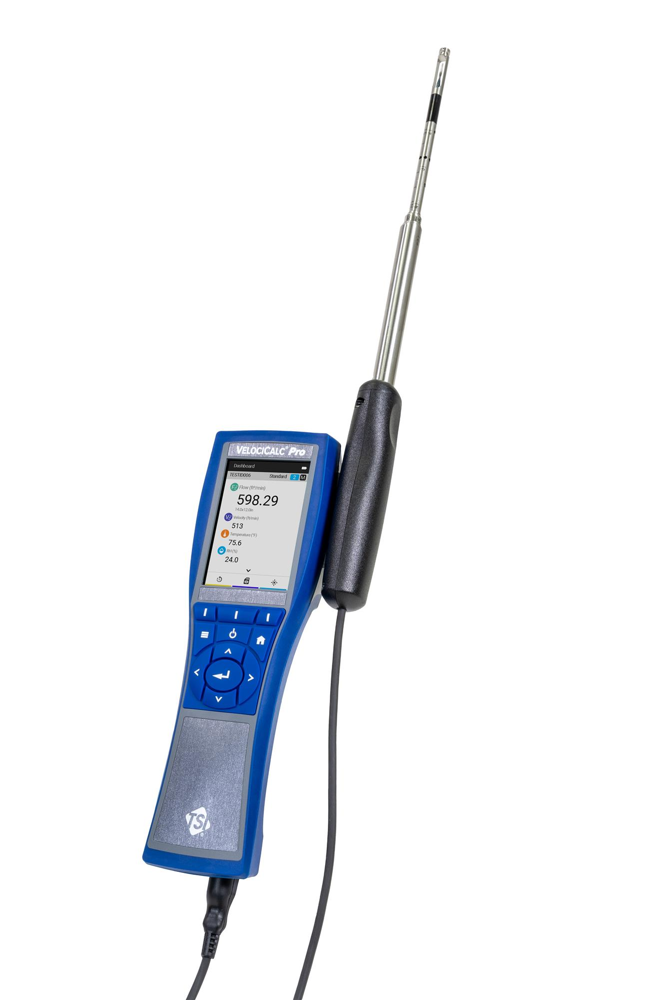 VELOCICALC® Pro
Dashboard
TESTID006 Standard 2 M
Flow (ft³/min)
598.29
14.0x12.0in
Velocity (ft/min)
513
Temperature (°F)
75.6
RH (%)
24.0
TSI®